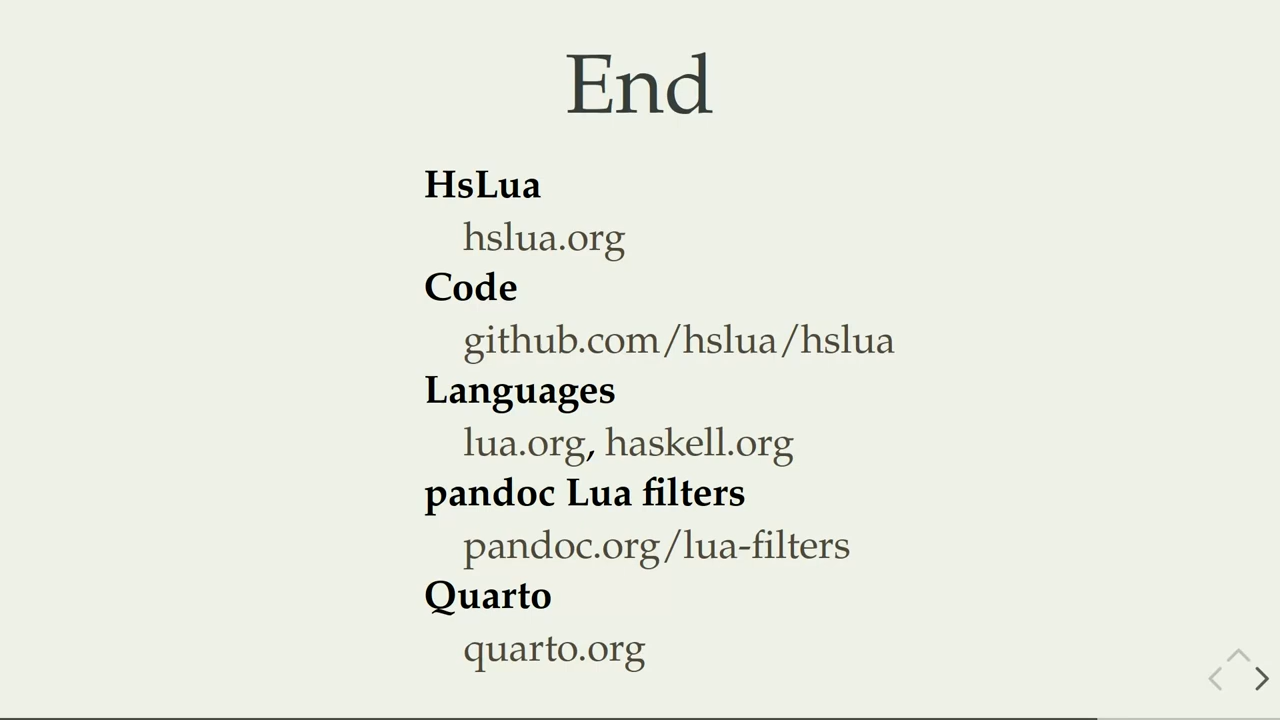 End
HsLua
hslua.org
Code
github.com/hslua/hslua
Languages
lua.org, haskell.org
pandoc Lua filters
pandoc.org/lua-filters
Quarto
quarto.org